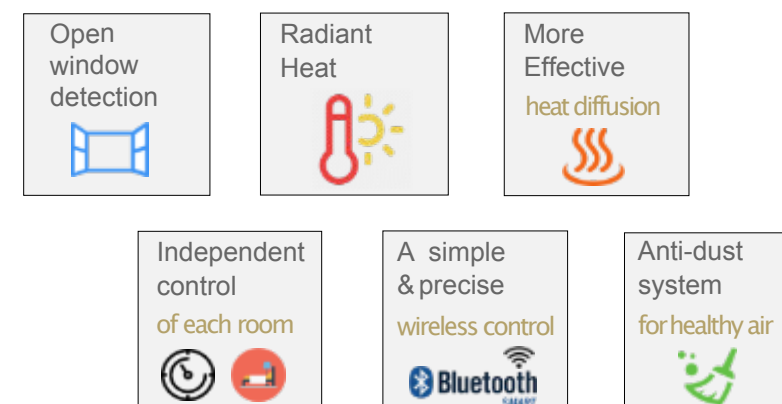 Open
window
detection
Radiant
Heat
More
Effective
heat diffusion
Independent
control
of each room
A simple
& precise
wireless control
Bluetooth
SMART
Anti-dust
system
for healthy air